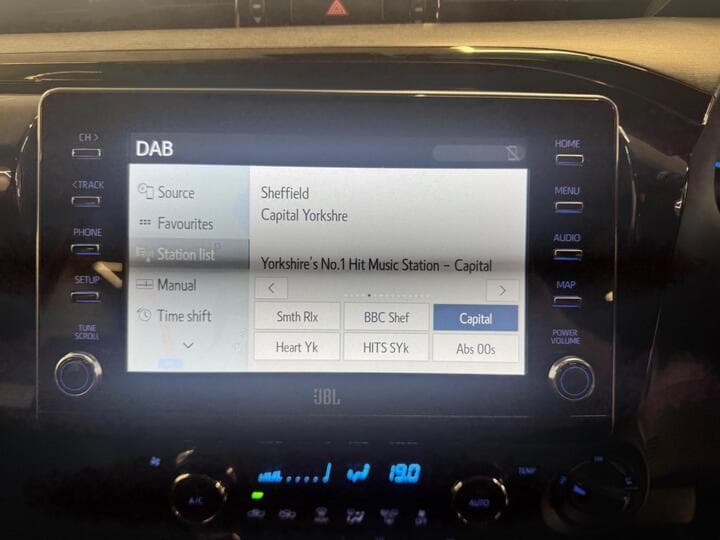 CH >
< TRACK
PHONE
SETUP
TUNE
SCROLL
DAB
Source
Favourites
Station list
Manual
Time shift
Sheffield
Capital Yorkshre
Yorkshire's No.1 Hit Music Station – Capital
< >
Smth Rlx BBC Shef Capital
Heart Yk HITS SYk Abs 00s
HOME
MENU
AUDIO
MAP
POWER
VOLUME
JBL
19.0
A/C
AUTO
TEMP